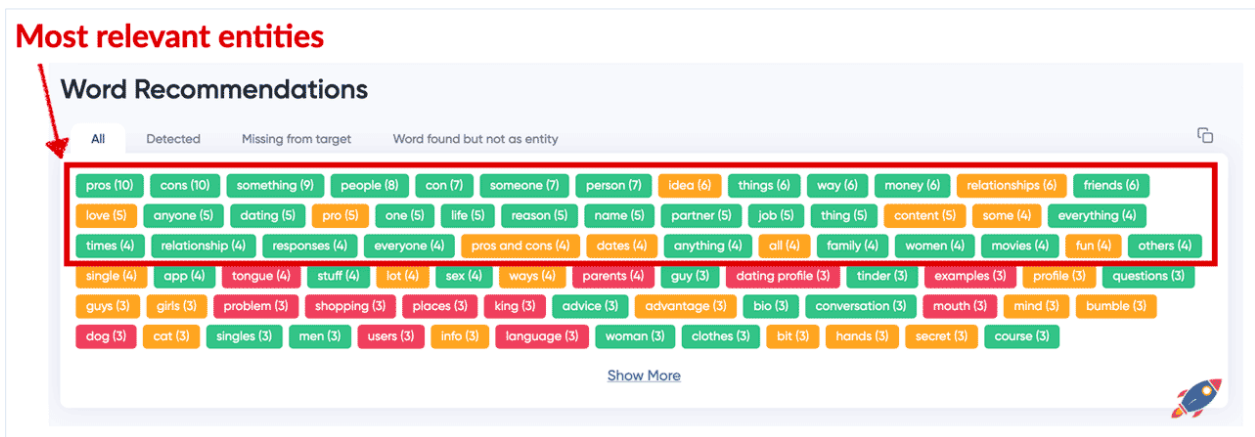 Most relevant entities
Word Recommendations
All Detected Missing from target Word found but not as entity
pros (10) cons (10) something (9) people (8) con (7) someone (7) person (7) idea (6) things (6) way (6) money (6) relationships (6) friends (6)
love (5) anyone (5) dating (5) pro (5) one (5) life (5) reason (5) name (5) partner (5) job (5) thing (5) content (5) some (4) everything (4)
times (4) relationship (4) responses (4) everyone (4) pros and cons (4) dates (4) anything (4) all (4) family (4) women (4) movies (4) fun (4) others (4)
single (4) app (4) tongue (4) stuff (4) lot (4) sex (4) ways (4) parents (4) guy (3) dating profile (3) tinder (3) examples (3) profile (3) questions (3)
guys (3) girls (3) problem (3) shopping (3) places (3) king (3) advice (3) advantage (3) bio (3) conversation (3) mouth (3) mind (3) bumble (3)
dog (3) cat (3) singles (3) men (3) users (3) info (3) language (3) woman (3) clothes (3) bit (3) hands (3) secret (3) course (3)
Show More